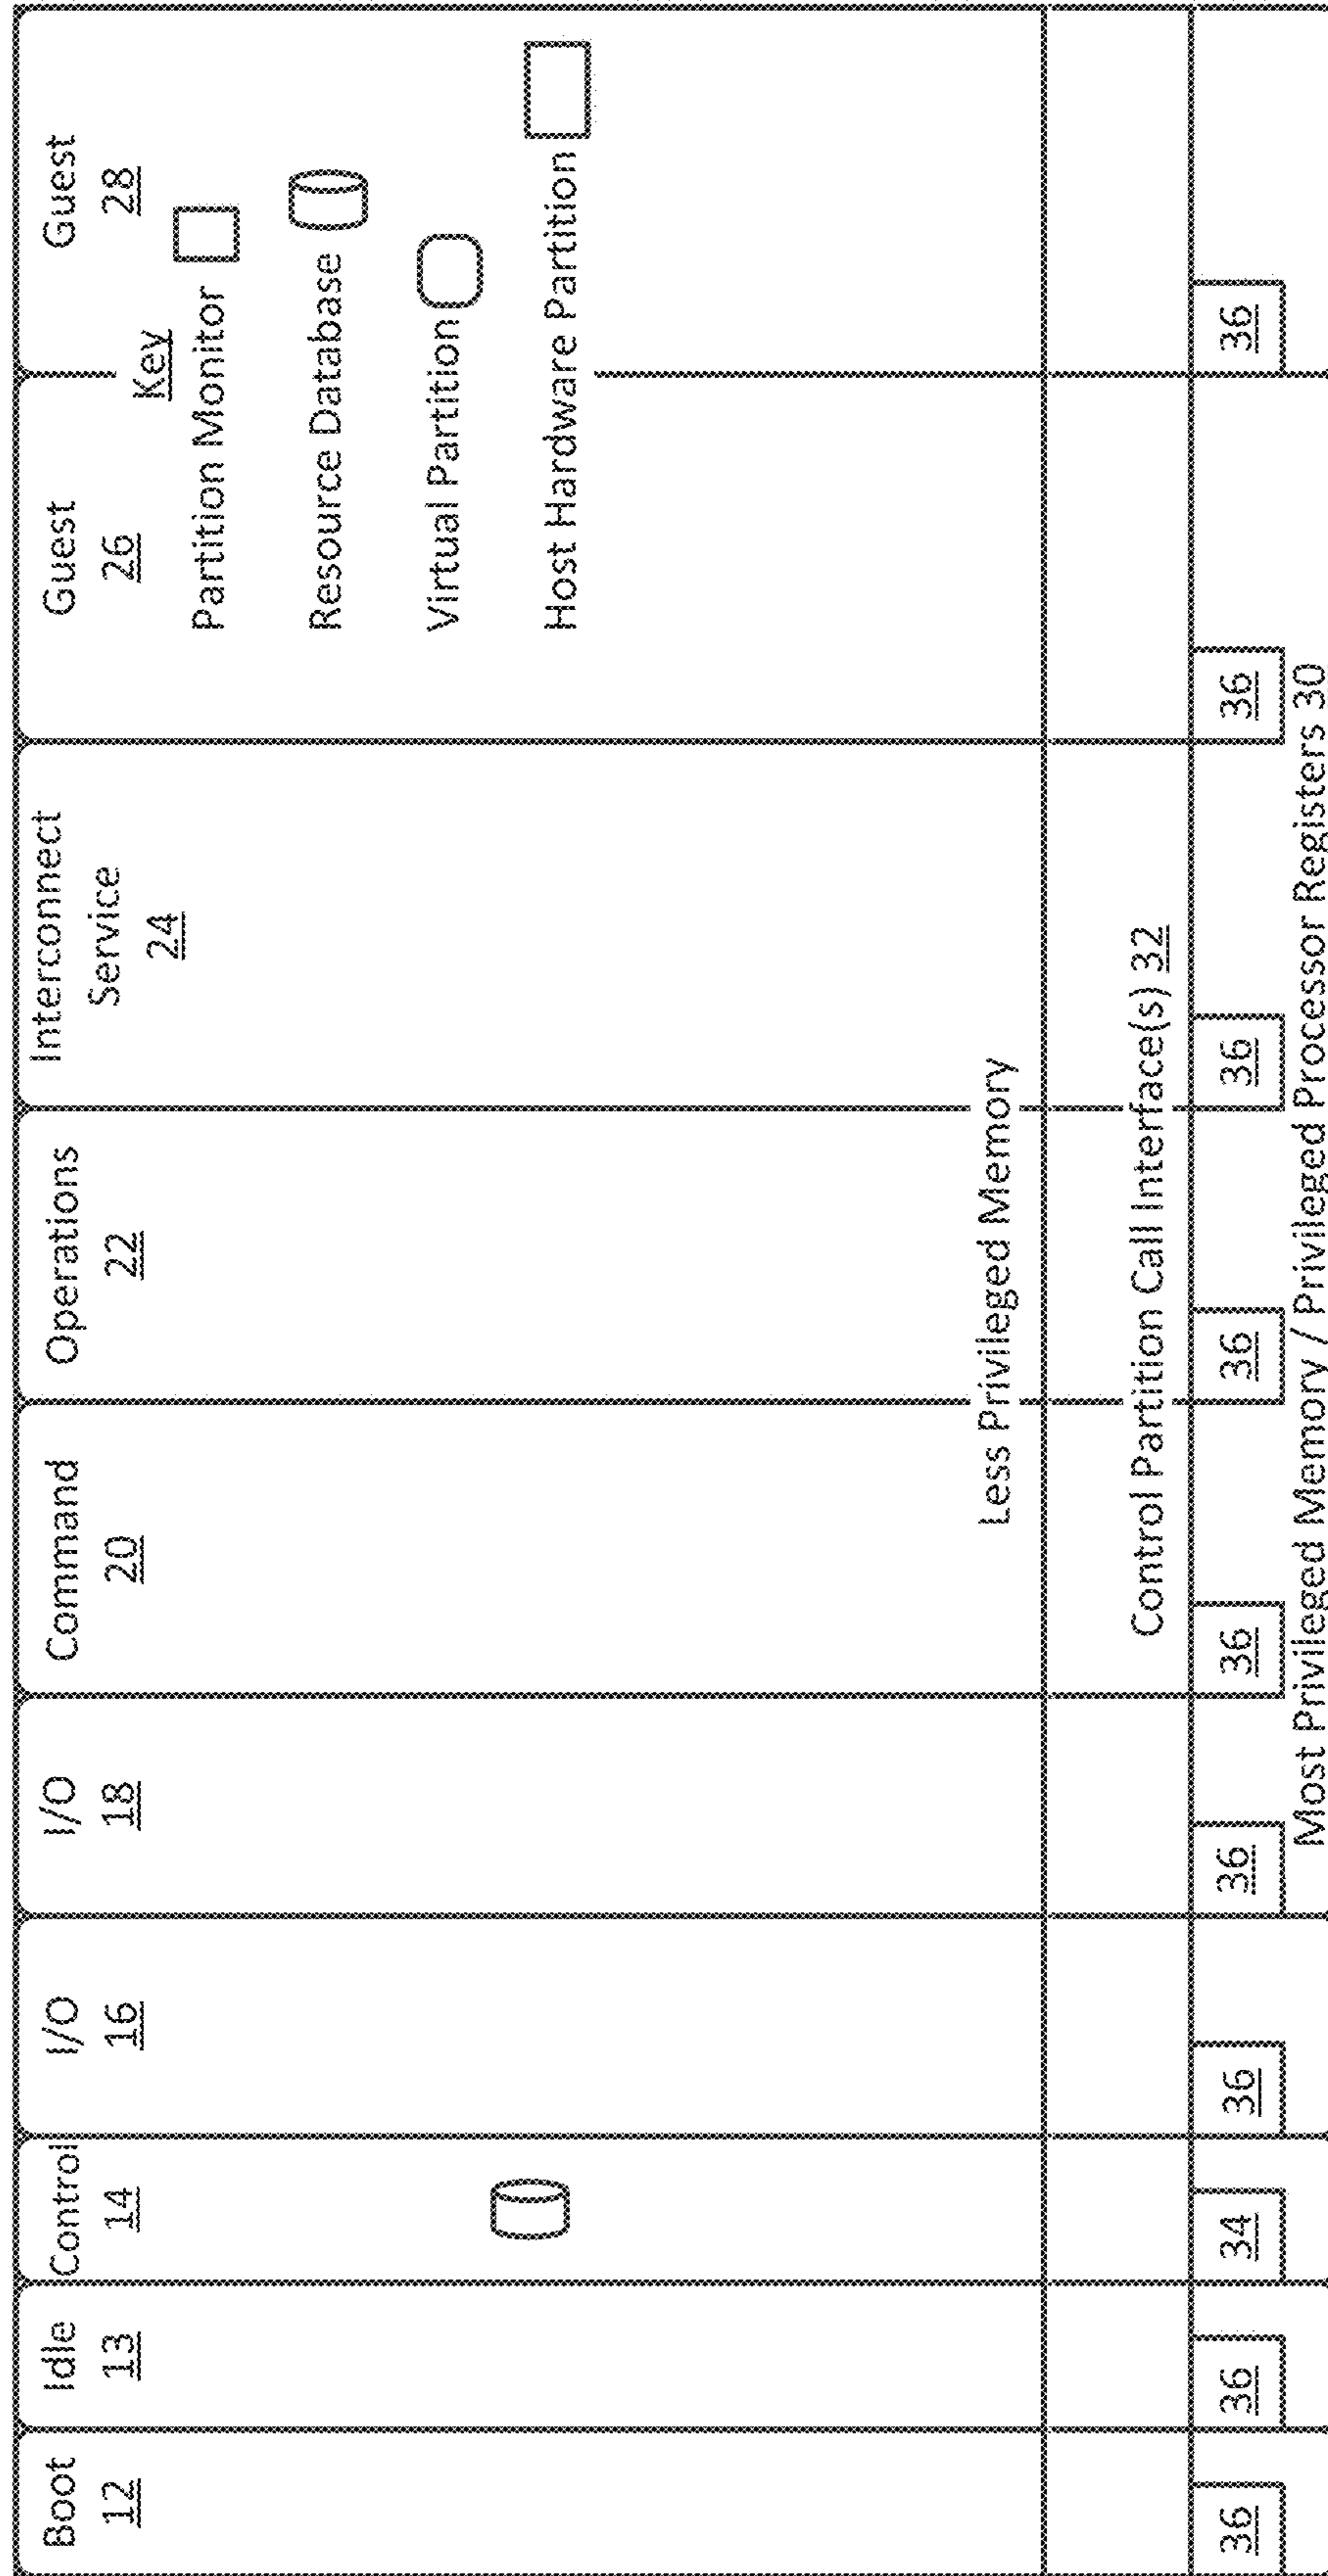 Boot
12
Idle
13
Control
14
I/O
16
I/O
18
Command
20
Operations
22
Interconnect
Service
24
Guest
26
Guest
28
Key
Partition Monitor
Resource Database
Virtual Partition
Host Hardware Partition
Less Privileged Memory
Control Partition Call Interface(s) 32
36
36
34
36
36
36
36
36
36
36
Most Privileged Memory / Privileged Processor Registers 30